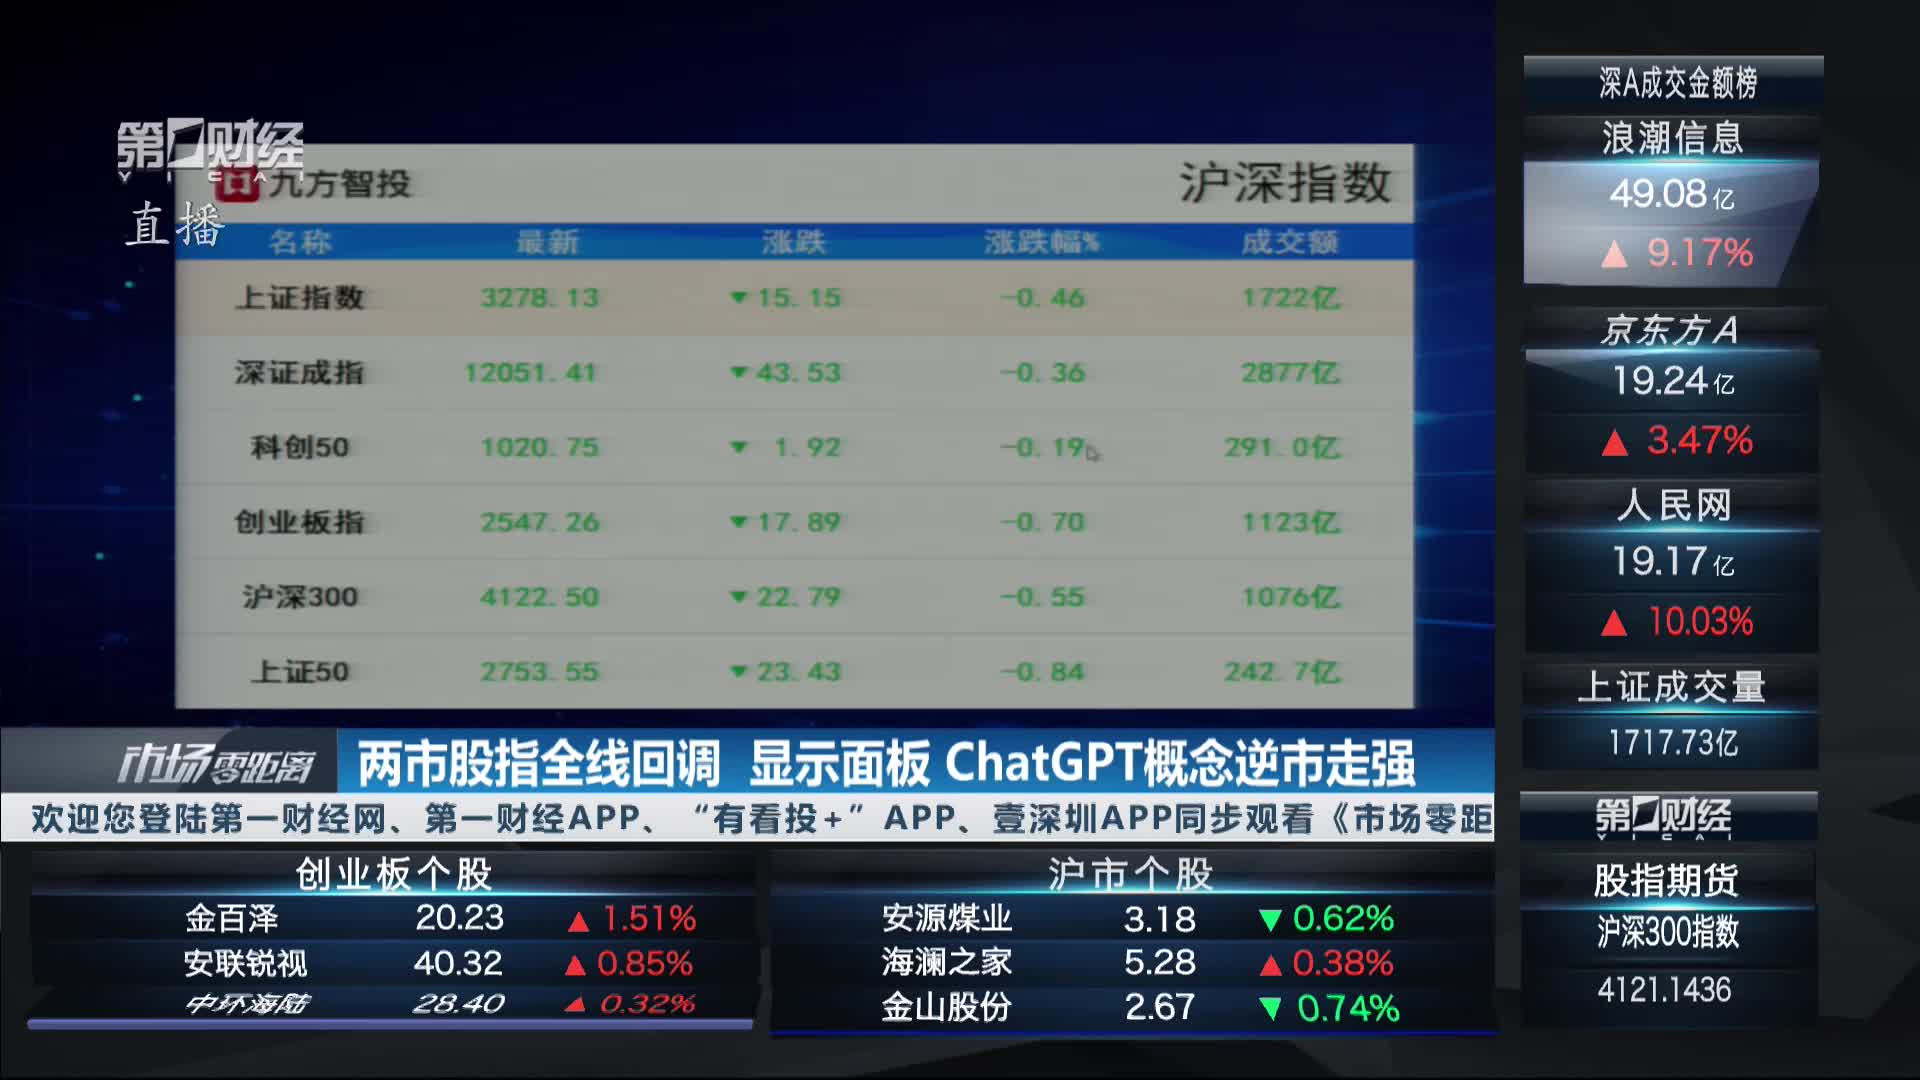 第一财经
YICAI
直播
九方智投
沪深指数
名称 最新 涨跌 涨跌幅% 成交额
上证指数 3278.13 ▼15.15 -0.46 1722亿
深证成指 12051.41 ▼43.53 -0.36 2877亿
科创50 1020.75 ▼1.92 -0.19 291.0亿
创业板指 2547.26 ▼17.89 -0.70 1123亿
沪深300 4122.50 ▼22.79 -0.55 1076亿
上证50 2753.55 ▼23.43 -0.84 242.7亿
市场零距离
两市股指全线回调 显示面板 ChatGPT概念逆市走强
欢迎您登陆第一财经网、第一财经APP、“有看投+”APP、壹深圳APP同步观看《市场零距
创业板个股
金百泽 20.23 ▲1.51%
安联锐视 40.32 ▲0.85%
中环海陆 28.40 ▲0.32%
沪市个股
安源煤业 3.18 ▼0.62%
海澜之家 5.28 ▲0.38%
金山股份 2.67 ▼0.74%
深A成交金额榜
浪潮信息
49.08亿
▲ 9.17%
京东方A
19.24亿
▲ 3.47%
人民网
19.17亿
▲ 10.03%
上证成交量
1717.73亿
第一财经
YICAI
股指期货
沪深300指数
4121.1436